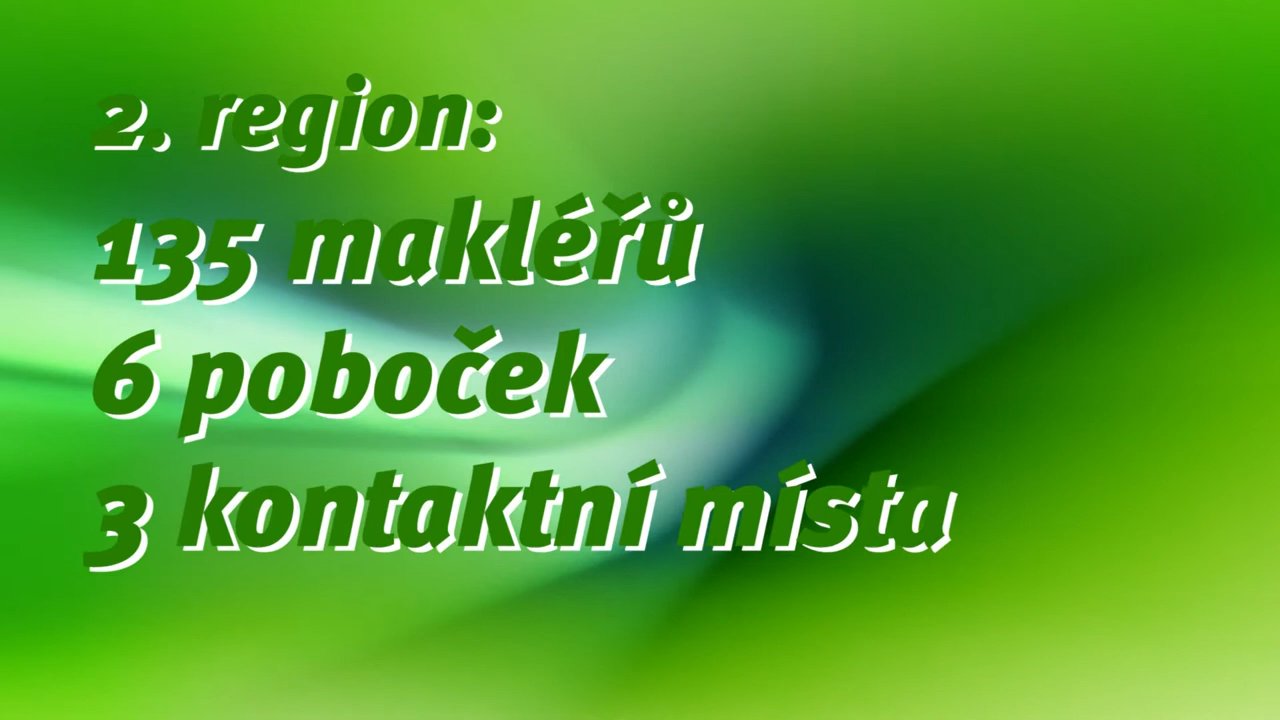 2. region:
135 makléřů
6 poboček
3 kontaktní místa